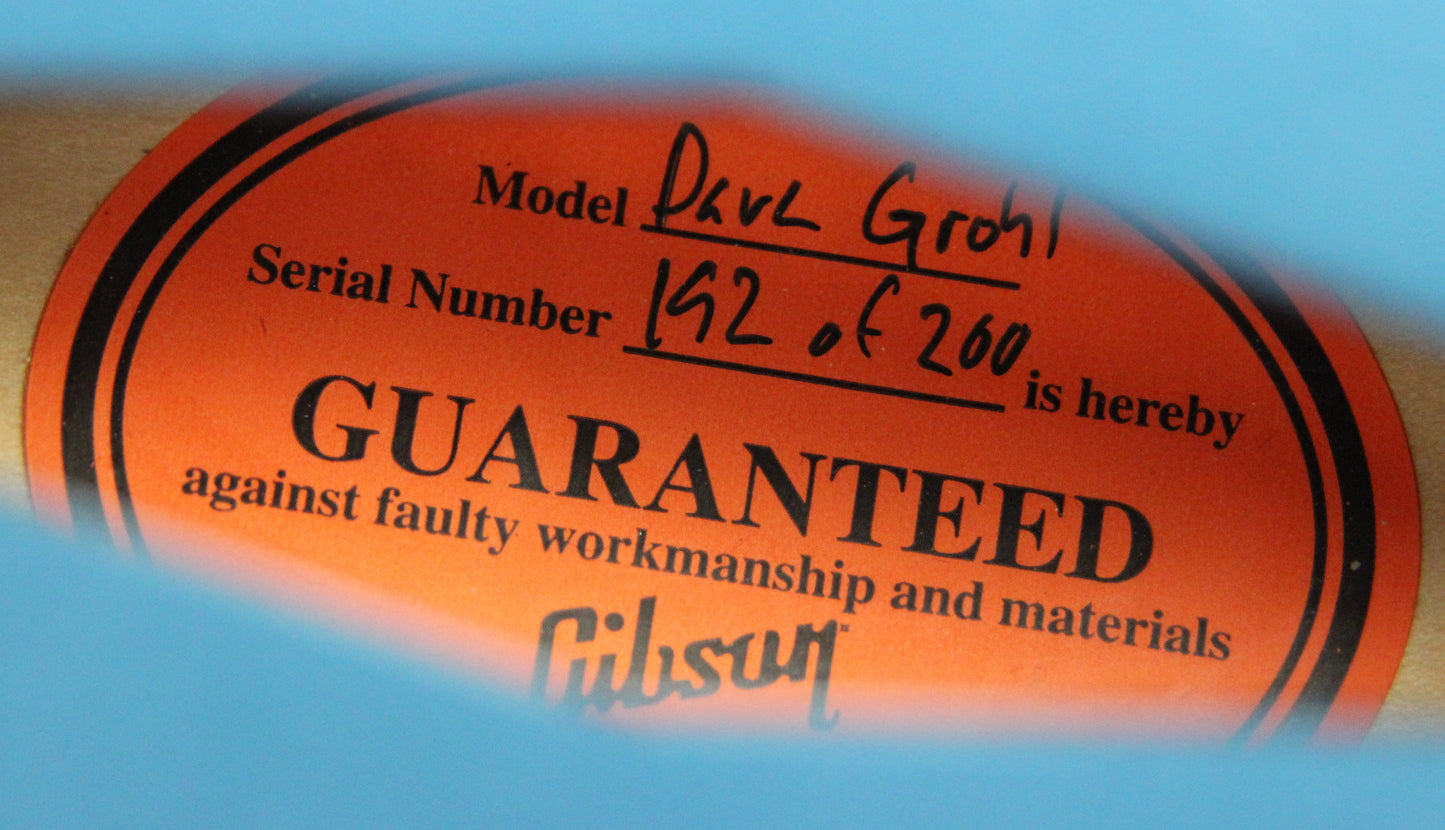 Model Dave Grohl
Serial Number 192 of 200 is hereby
GUARANTEED
against faulty workmanship and materials
Gibson